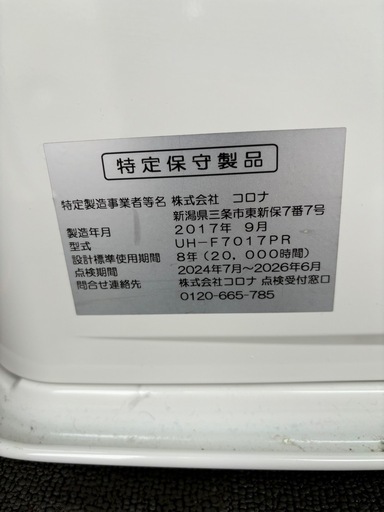 特定保守製品
特定製造事業者等名 株式会社 コロナ
新潟県三条市東新保7番7号
製造年月 2017年 9月
型式 UH-F7017PR
設計標準使用期間 8年(20,000時間)
点検期間 2024年7月～2026年6月
問合せ連絡先 株式会社コロナ 点検受付窓口
0120-665-785